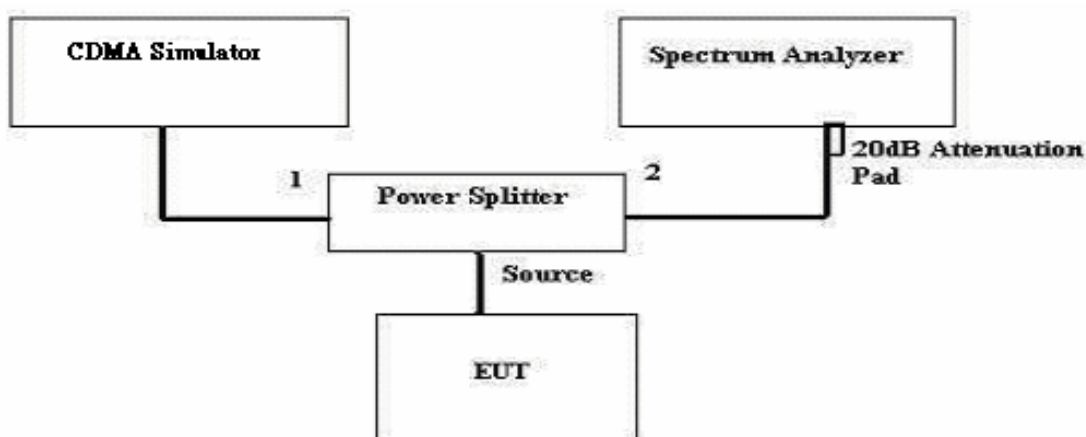 CDMA Simulator
Spectrum Analyzer
20dB Attenuation
Pad
1
2
Power Splitter
Source
EUT